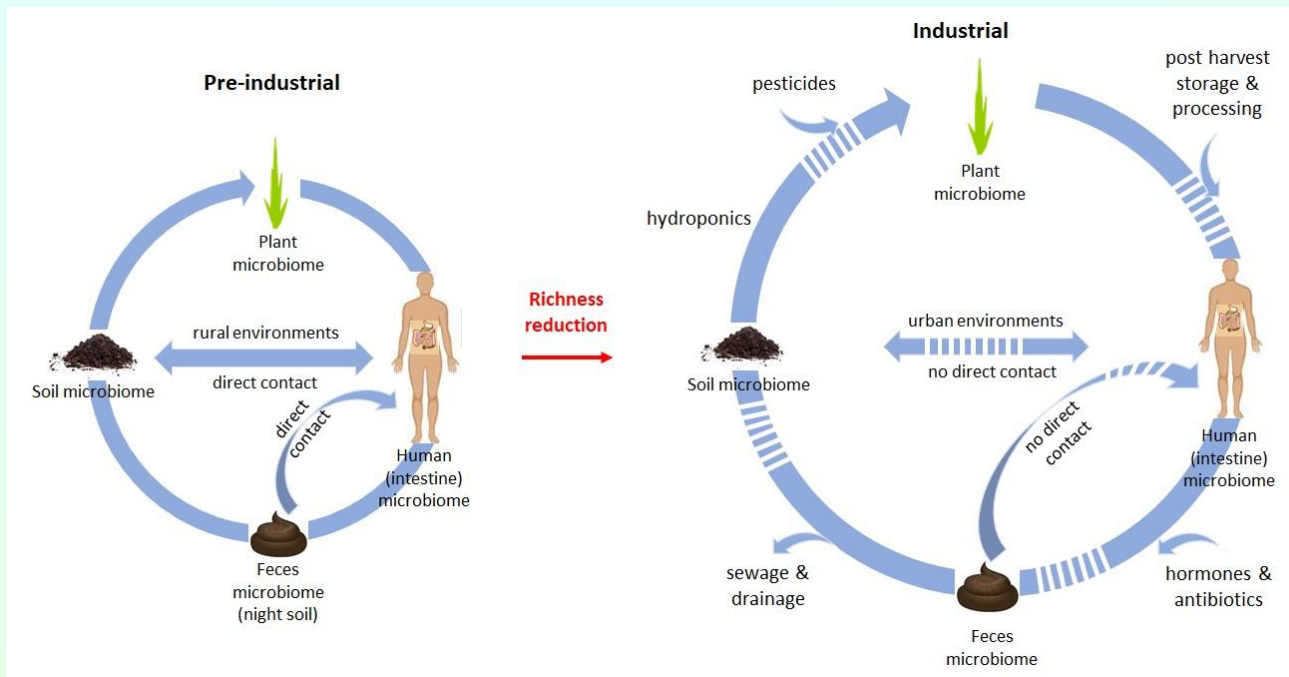 Pre-industrial
Plant
microbiome
rural environments
direct contact
Soil microbiome
direct
contact
Human
(intestine)
microbiome
Feces
microbiome
(night soil)
Richness
reduction
Industrial
pesticides
post harvest
storage &
processing
Plant
microbiome
hydroponics
urban environments
no direct contact
Soil microbiome
no direct
contact
Human
(intestine)
microbiome
sewage &
drainage
hormones &
antibiotics
Feces
microbiome